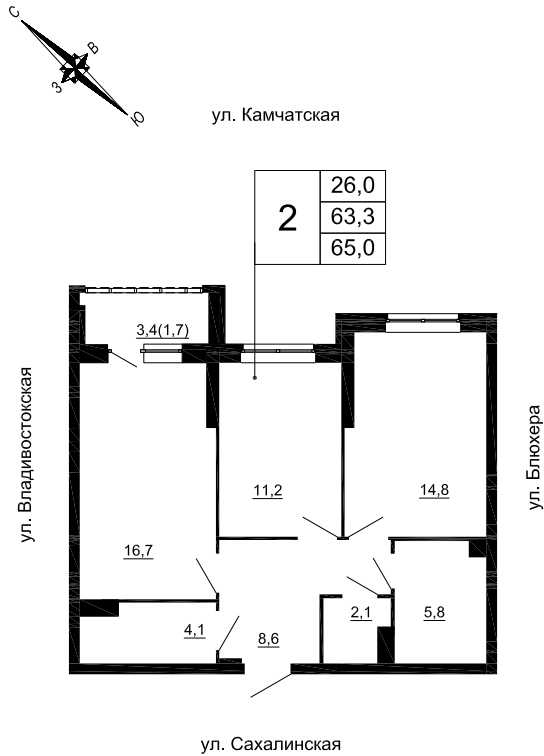 С
В
З
Ю
ул. Камчатская
2
26,0
63,3
65,0
3,4(1,7)
ул. Владивостокская
ул. Блюхера
11,2
14,8
16,7
4,1
8,6
2,1
5,8
ул. Сахалинская